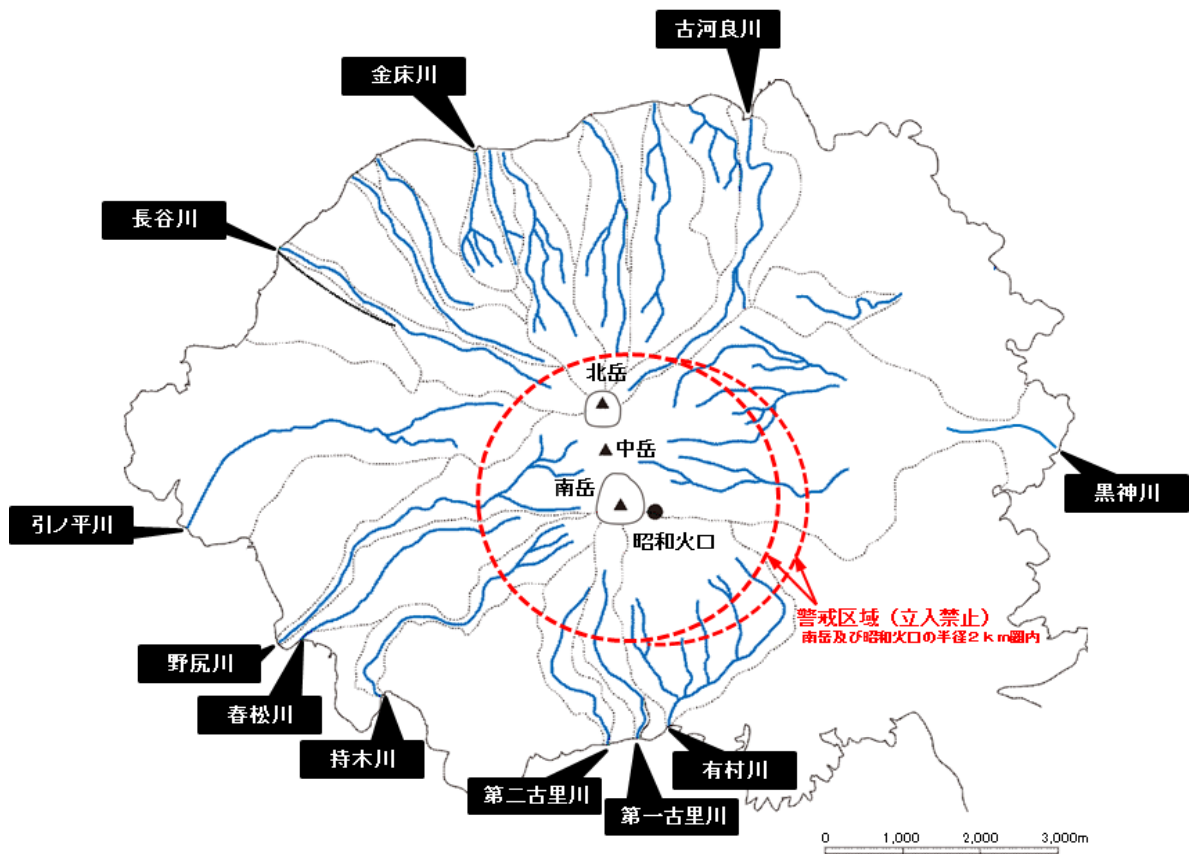 古河良川
金床川
長谷川
北岳
中岳
南岳
昭和火口
黒神川
引ノ平川
警戒区域（立入禁止）
南岳及び昭和火口の半径２ｋｍ圏内
野尻川
春松川
持木川
有村川
第二古里川
第一古里川
0 1,000 2,000 3,000m